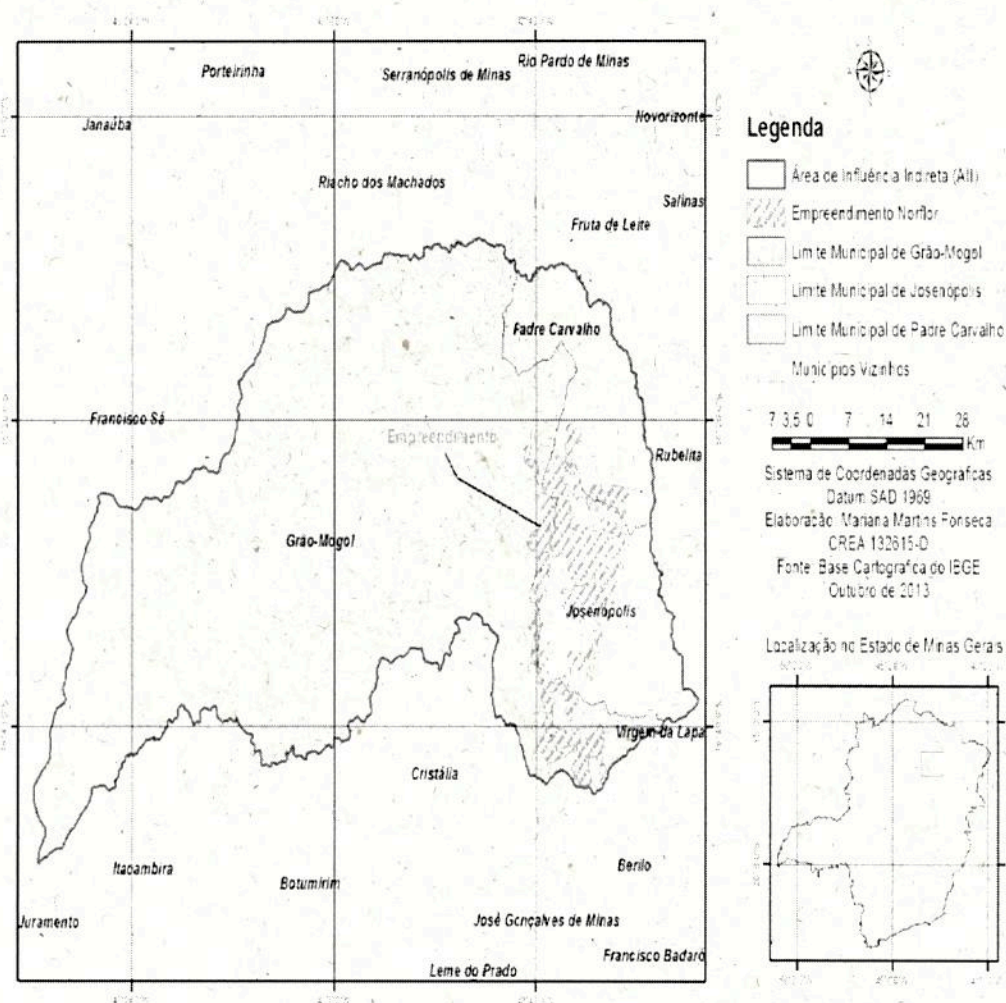 Rio Pardo de Minas
Porteirinha
Serranópolis de Minas
Janaúba
Novorizonte
Riacho dos Machados
Salinas
Fruta de Leite
Padre Carvalho
Francisco Sá
Empreendimento
Rubelita
Grão-Mogol
Josenópolis
Virgem da Lapa
Cristália
Itacambira
Botumirim
Berilo
Juramento
José Gonçalves de Minas
Francisco Badaró
Leme do Prado
Legenda
Área de Influência Indireta (AII)
Empreendimento Norflor
Limite Municipal de Grão-Mogol
Limite Municipal de Josenópolis
Limite Municipal de Padre Carvalho
Municípios Vizinhos
7 3,5 0 7 14 21 28
Km
Sistema de Coordenadas Geográficas
Datum SAD 1969
Elaboração: Mariana Martins Fonseca
CREA 132615-D
Fonte: Base Cartográfica do IBGE
Outubro de 2013
Localização no Estado de Minas Gerais